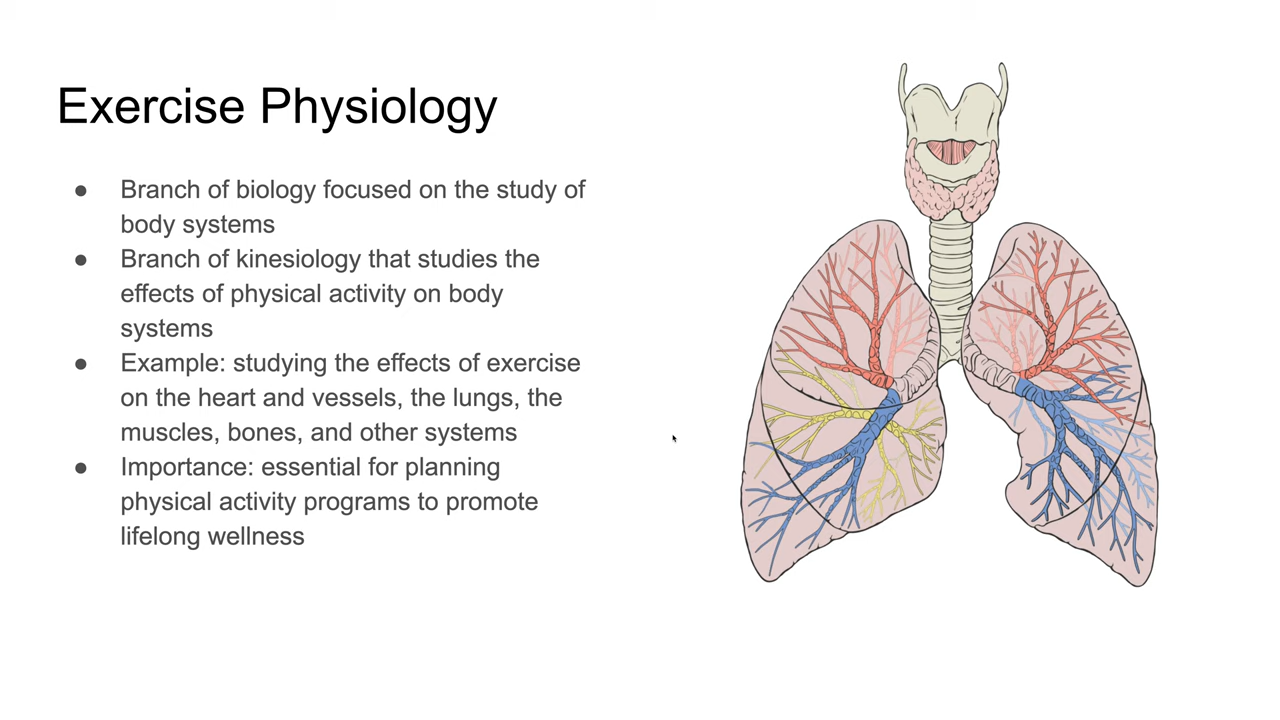 Exercise Physiology
● Branch of biology focused on the study of
body systems
● Branch of kinesiology that studies the
effects of physical activity on body
systems
● Example: studying the effects of exercise
on the heart and vessels, the lungs, the
muscles, bones, and other systems
● Importance: essential for planning
physical activity programs to promote
lifelong wellness